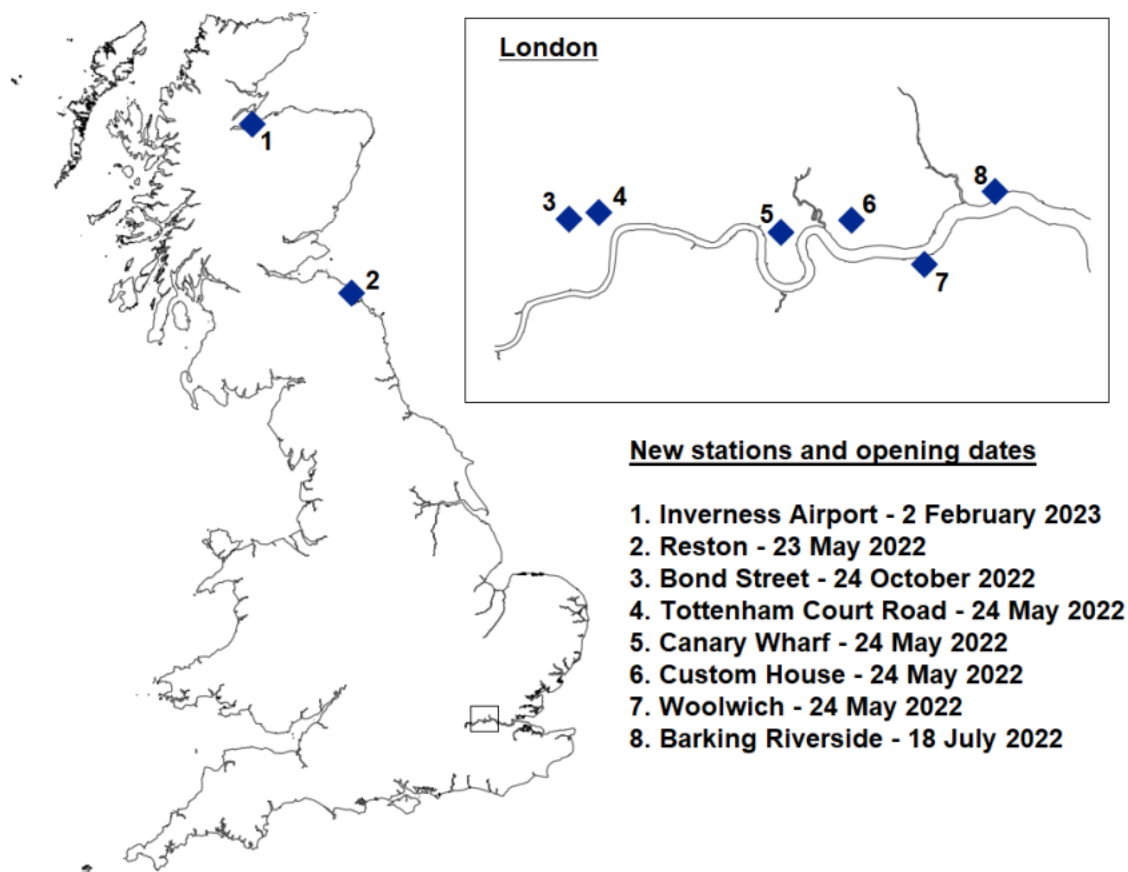 London
1
2
3
4
5
6
7
8
New stations and opening dates
1. Inverness Airport - 2 February 2023
2. Reston - 23 May 2022
3. Bond Street - 24 October 2022
4. Tottenham Court Road - 24 May 2022
5. Canary Wharf - 24 May 2022
6. Custom House - 24 May 2022
7. Woolwich - 24 May 2022
8. Barking Riverside - 18 July 2022